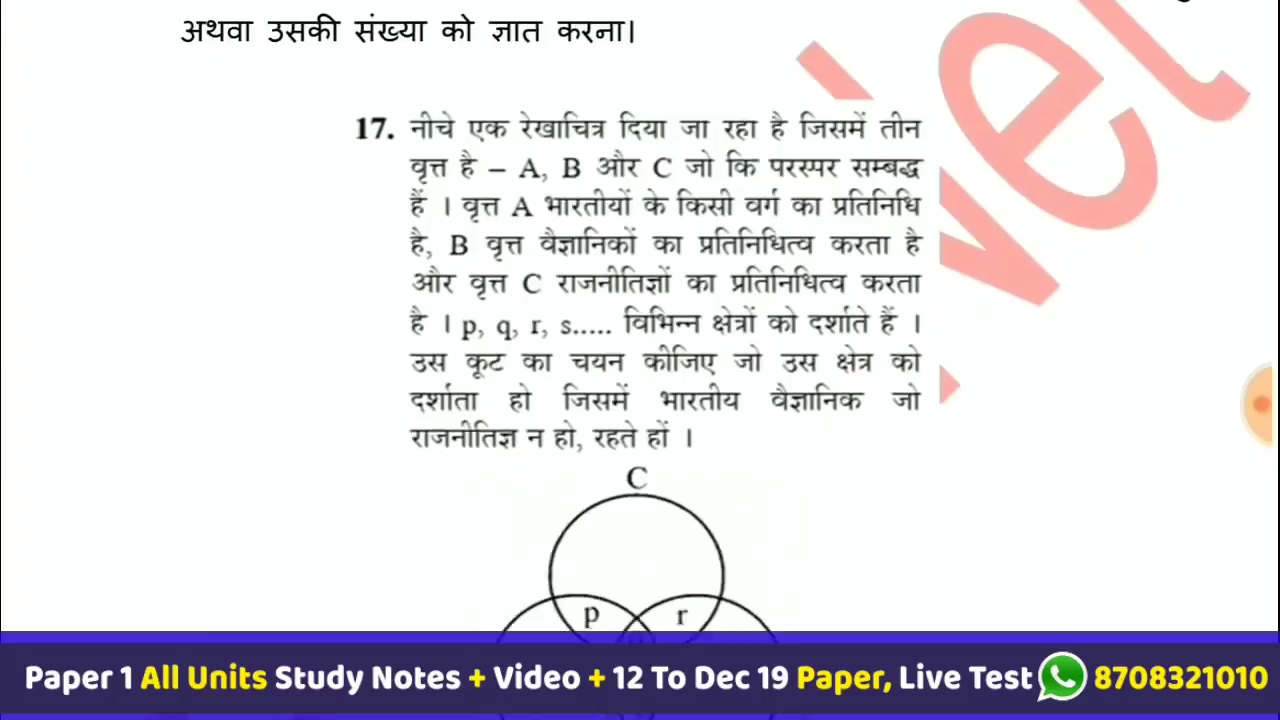 अथवा उसकी संख्या को ज्ञात करना।
17. नीचे एक रेखाचित्र दिया जा रहा है जिसमें तीन
वृत्त है – A, B और C जो कि परस्पर सम्बद्ध
हैं । वृत्त A भारतीयों के किसी वर्ग का प्रतिनिधि
है, B वृत्त वैज्ञानिकों का प्रतिनिधित्व करता है
और वृत्त C राजनीतिज्ञों का प्रतिनिधित्व करता
है । p, q, r, s..... विभिन्न क्षेत्रों को दर्शाते हैं ।
उस कूट का चयन कीजिए जो उस क्षेत्र को
दर्शाता हो जिसमें भारतीय वैज्ञानिक जो
राजनीतिज्ञ न हो, रहते हों ।
C
p r
Paper 1 All Units Study Notes + Video + 12 To Dec 19 Paper, Live Test 8708321010